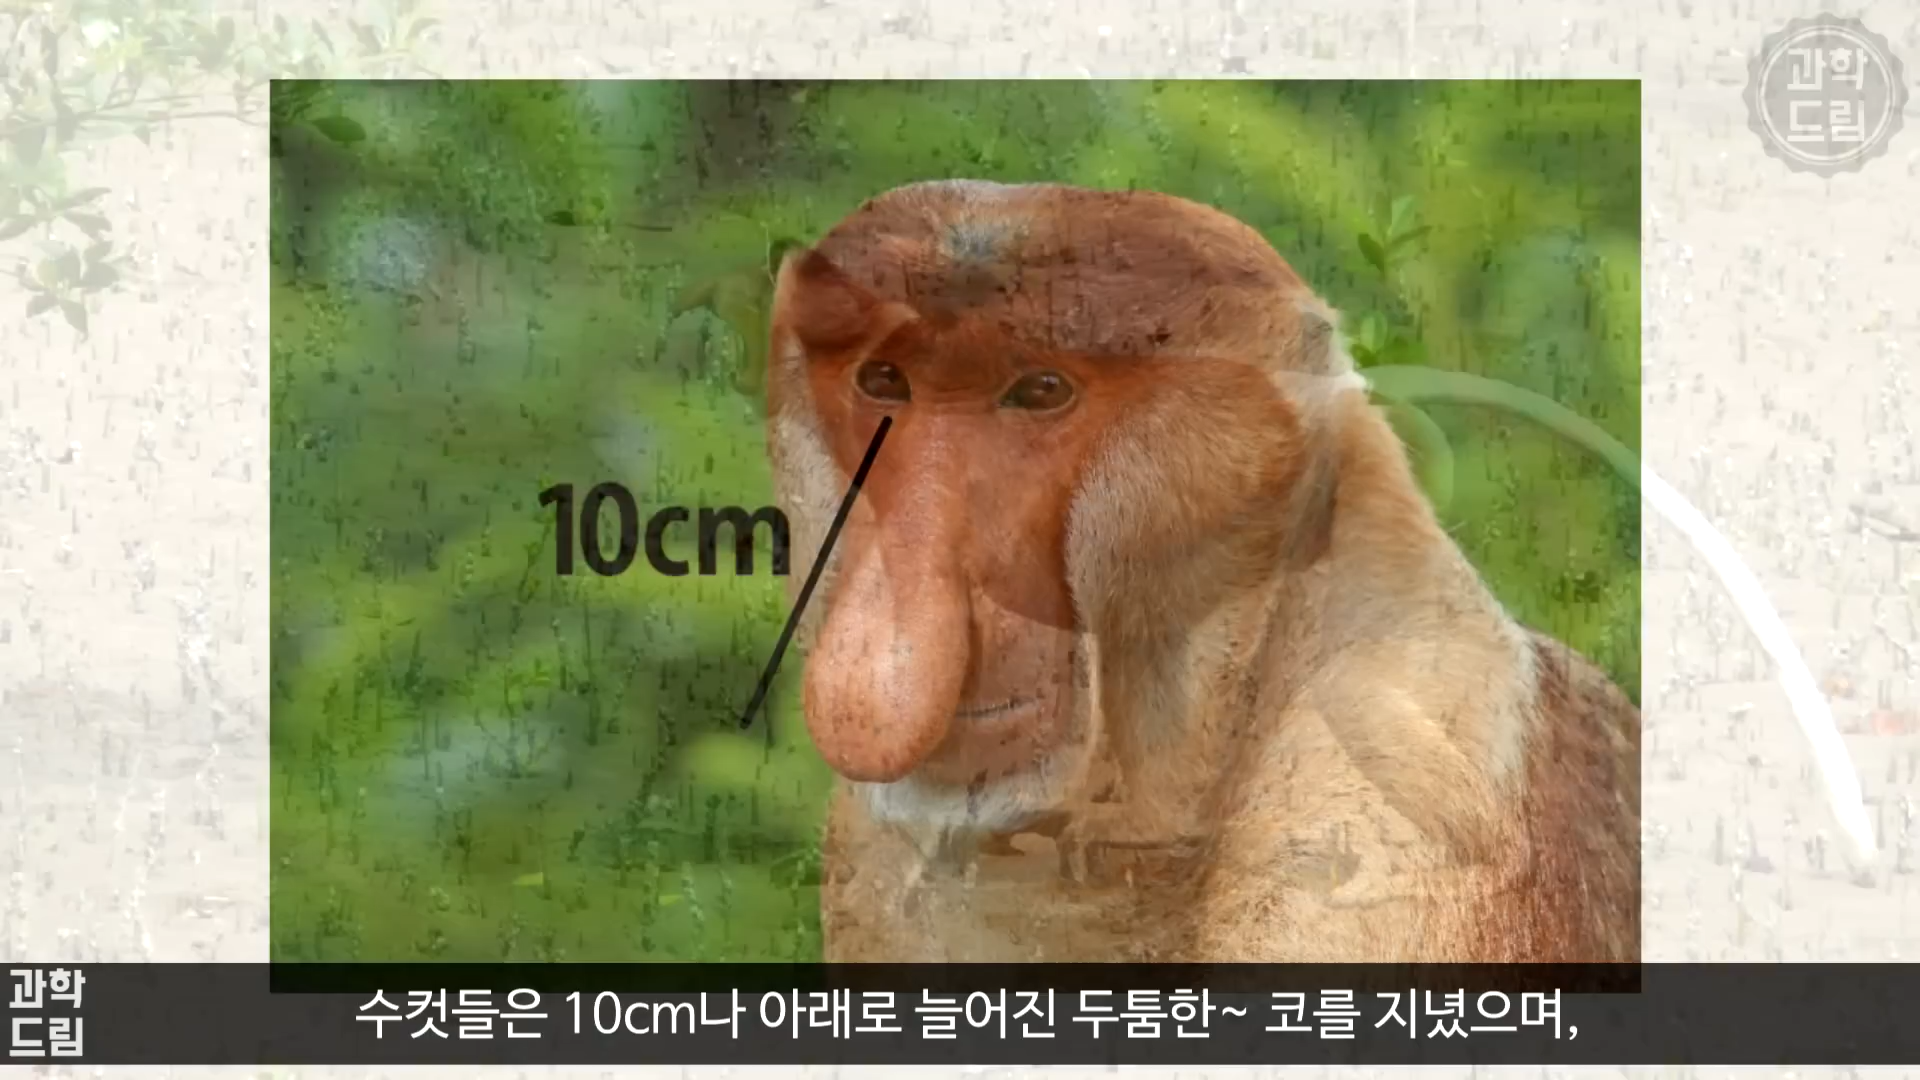 과학
드림
10cm
과학
드림
수컷들은 10cm나 아래로 늘어진 두툼한~ 코를 지녔으며,